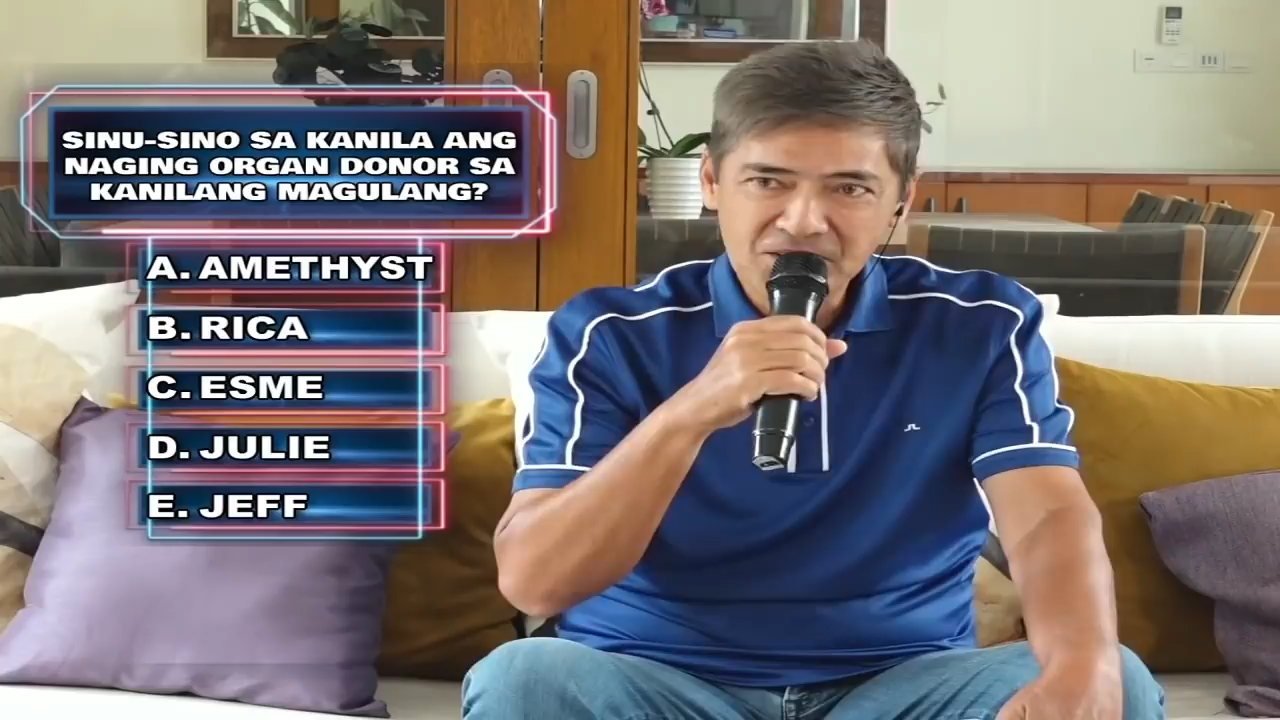 SINU-SINO SA KANILA ANG
NAGING ORGAN DONOR SA
KANILANG MAGULANG?
A. AMETHYST
B. RICA
C. ESME
D. JULIE
E. JEFF